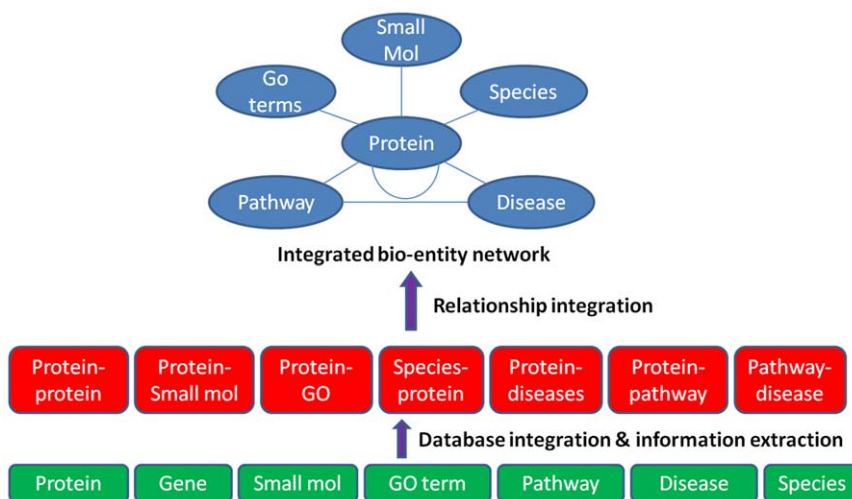 Small
Mol
Go
terms
Species
Protein
Pathway
Disease
Integrated bio-entity network
Relationship integration
Protein-
protein
Protein-
Small mol
Protein-
GO
Species-
protein
Protein-
diseases
Protein-
pathway
Pathway-
disease
Database integration & information extraction
Protein
Gene
Small mol
GO term
Pathway
Disease
Species